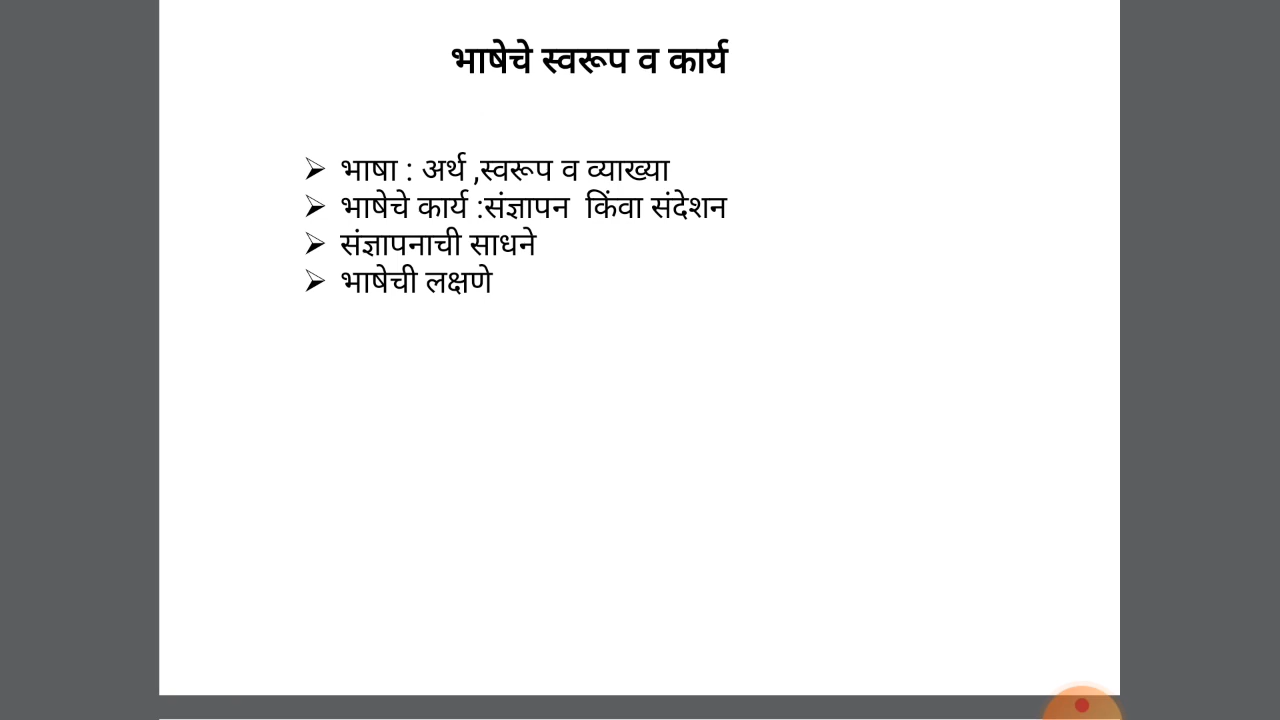 भाषेचे स्वरूप व कार्य
➢ भाषा : अर्थ ,स्वरूप व व्याख्या
➢ भाषेचे कार्य :संज्ञापन  किंवा संदेशन
➢ संज्ञापनाची साधने
➢ भाषेची लक्षणे